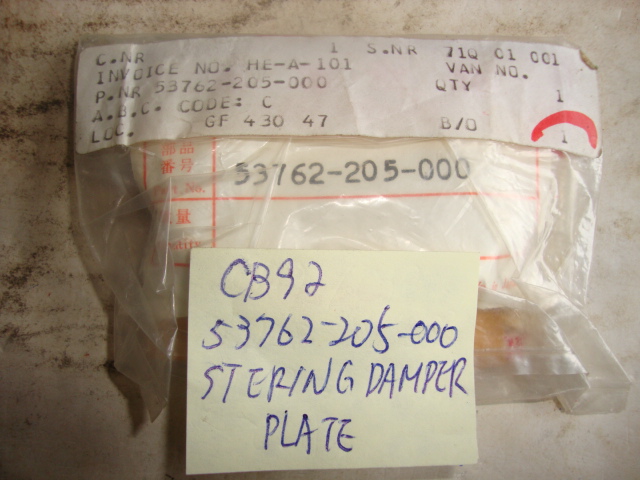 C.NR 1 S.NR 71Q 01 001
INVOICE NO. HE-A-101 VAN NO.
P.NR 53762-205-000 QTY
A.B.C. CODE: C 1
LOC. GF 430 47 B/O 1
部品
番号
53762-205-000
No.
量
CB92
53762-205-000
STERING DAMPER
PLATE